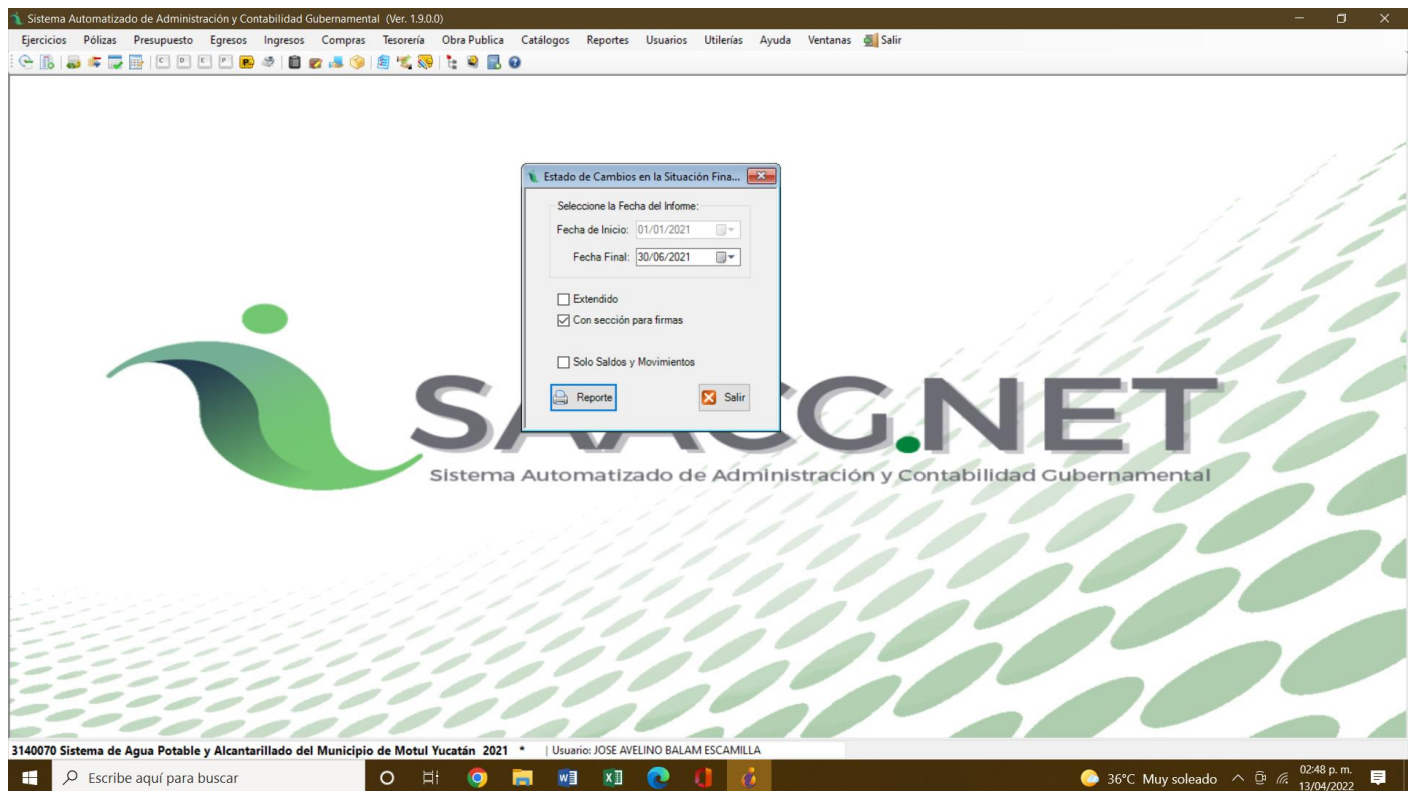 Sistema Automatizado de Administración y Contabilidad Gubernamental (Ver. 1.9.0.0)
Ejercicios Pólizas Presupuesto Egresos Ingresos Compras Tesorería Obra Publica Catálogos Reportes Usuarios Utilerías Ayuda Ventanas Salir
C D E P
Estado de Cambios en la Situación Fina...
Seleccione la Fecha del Informe:
Fecha de Inicio: 01/01/2021
Fecha Final: 30/06/2021
Extendido
Con sección para firmas
Solo Saldos y Movimientos
Reporte Salir
SAACG.NET
Sistema Automatizado de Administración y Contabilidad Gubernamental
3140070 Sistema de Agua Potable y Alcantarillado del Municipio de Motul Yucatán 2021 * | Usuario: JOSE AVELINO BALAM ESCAMILLA
Escribe aquí para buscar
36°C Muy soleado
02:48 p. m.
13/04/2022